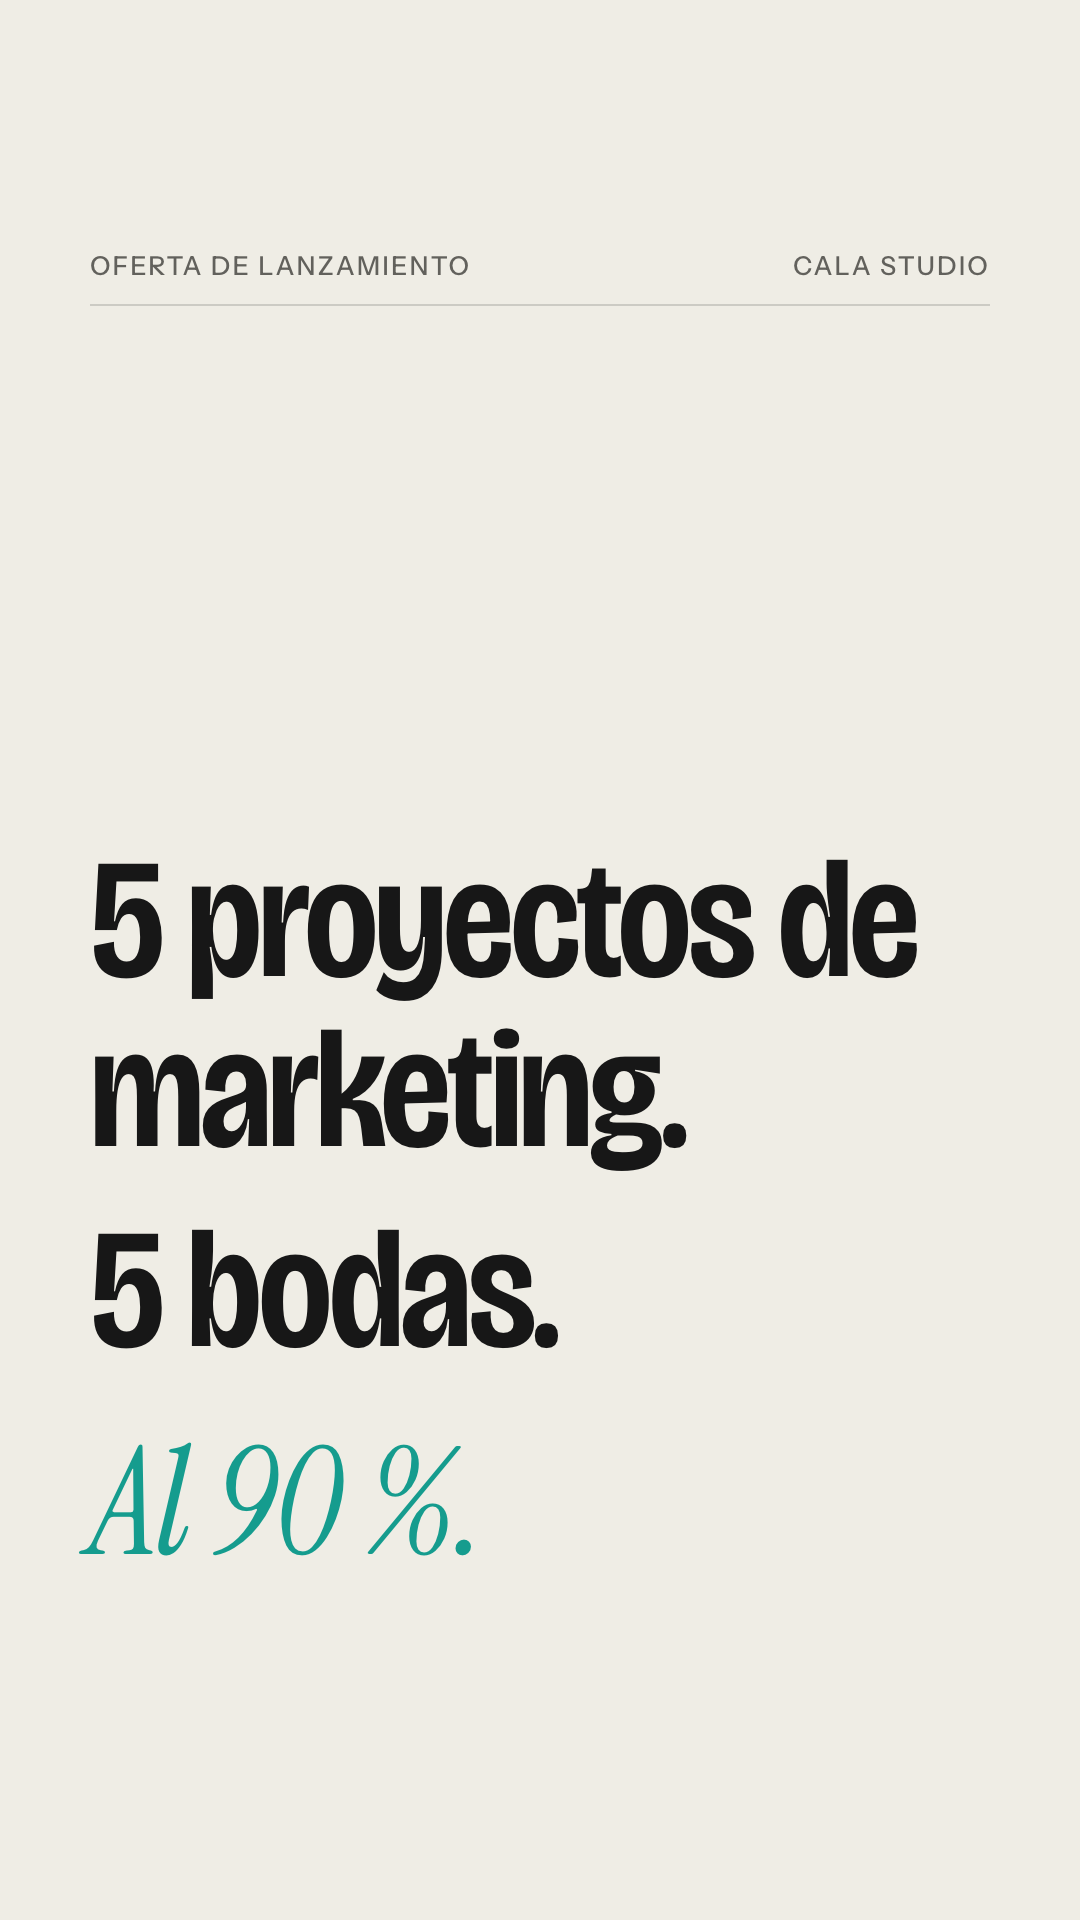 OFERTA DE LANZAMIENTO CALA STUDIO
5 proyectos de
marketing.
5 bodas.
Al 90 %.